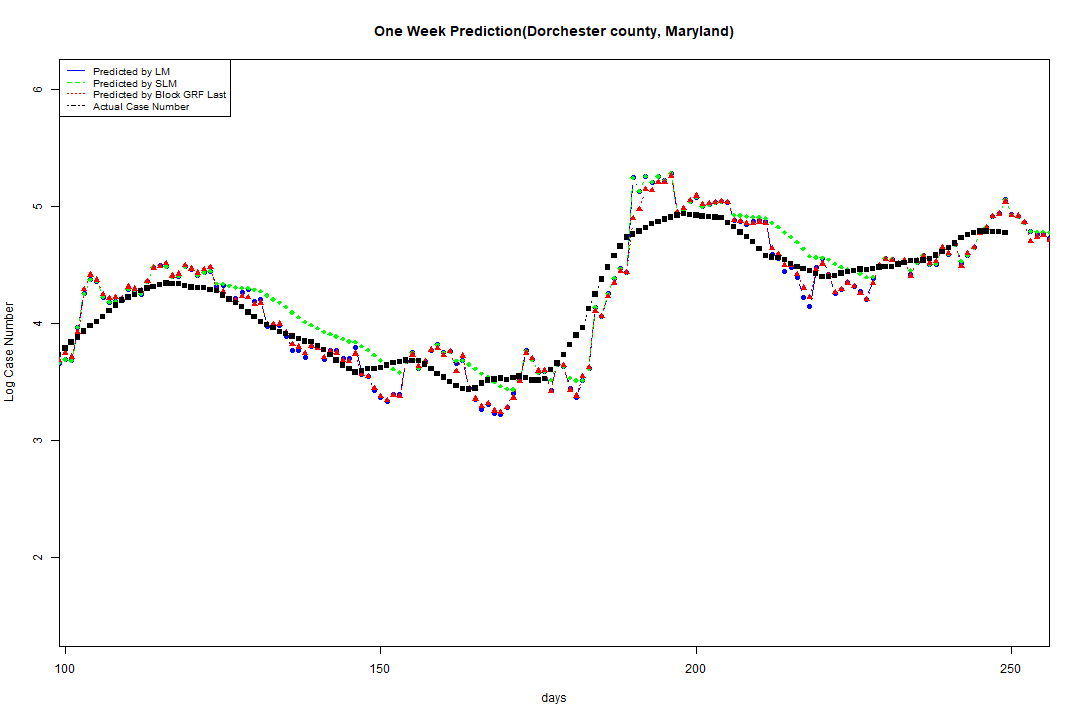 One Week Prediction(Dorchester county, Maryland)
Predicted by LM
Predicted by SLM
Predicted by Block GRF Last
Actual Case Number
6
5
4
3
2
Log Case Number
100 150 200 250
days